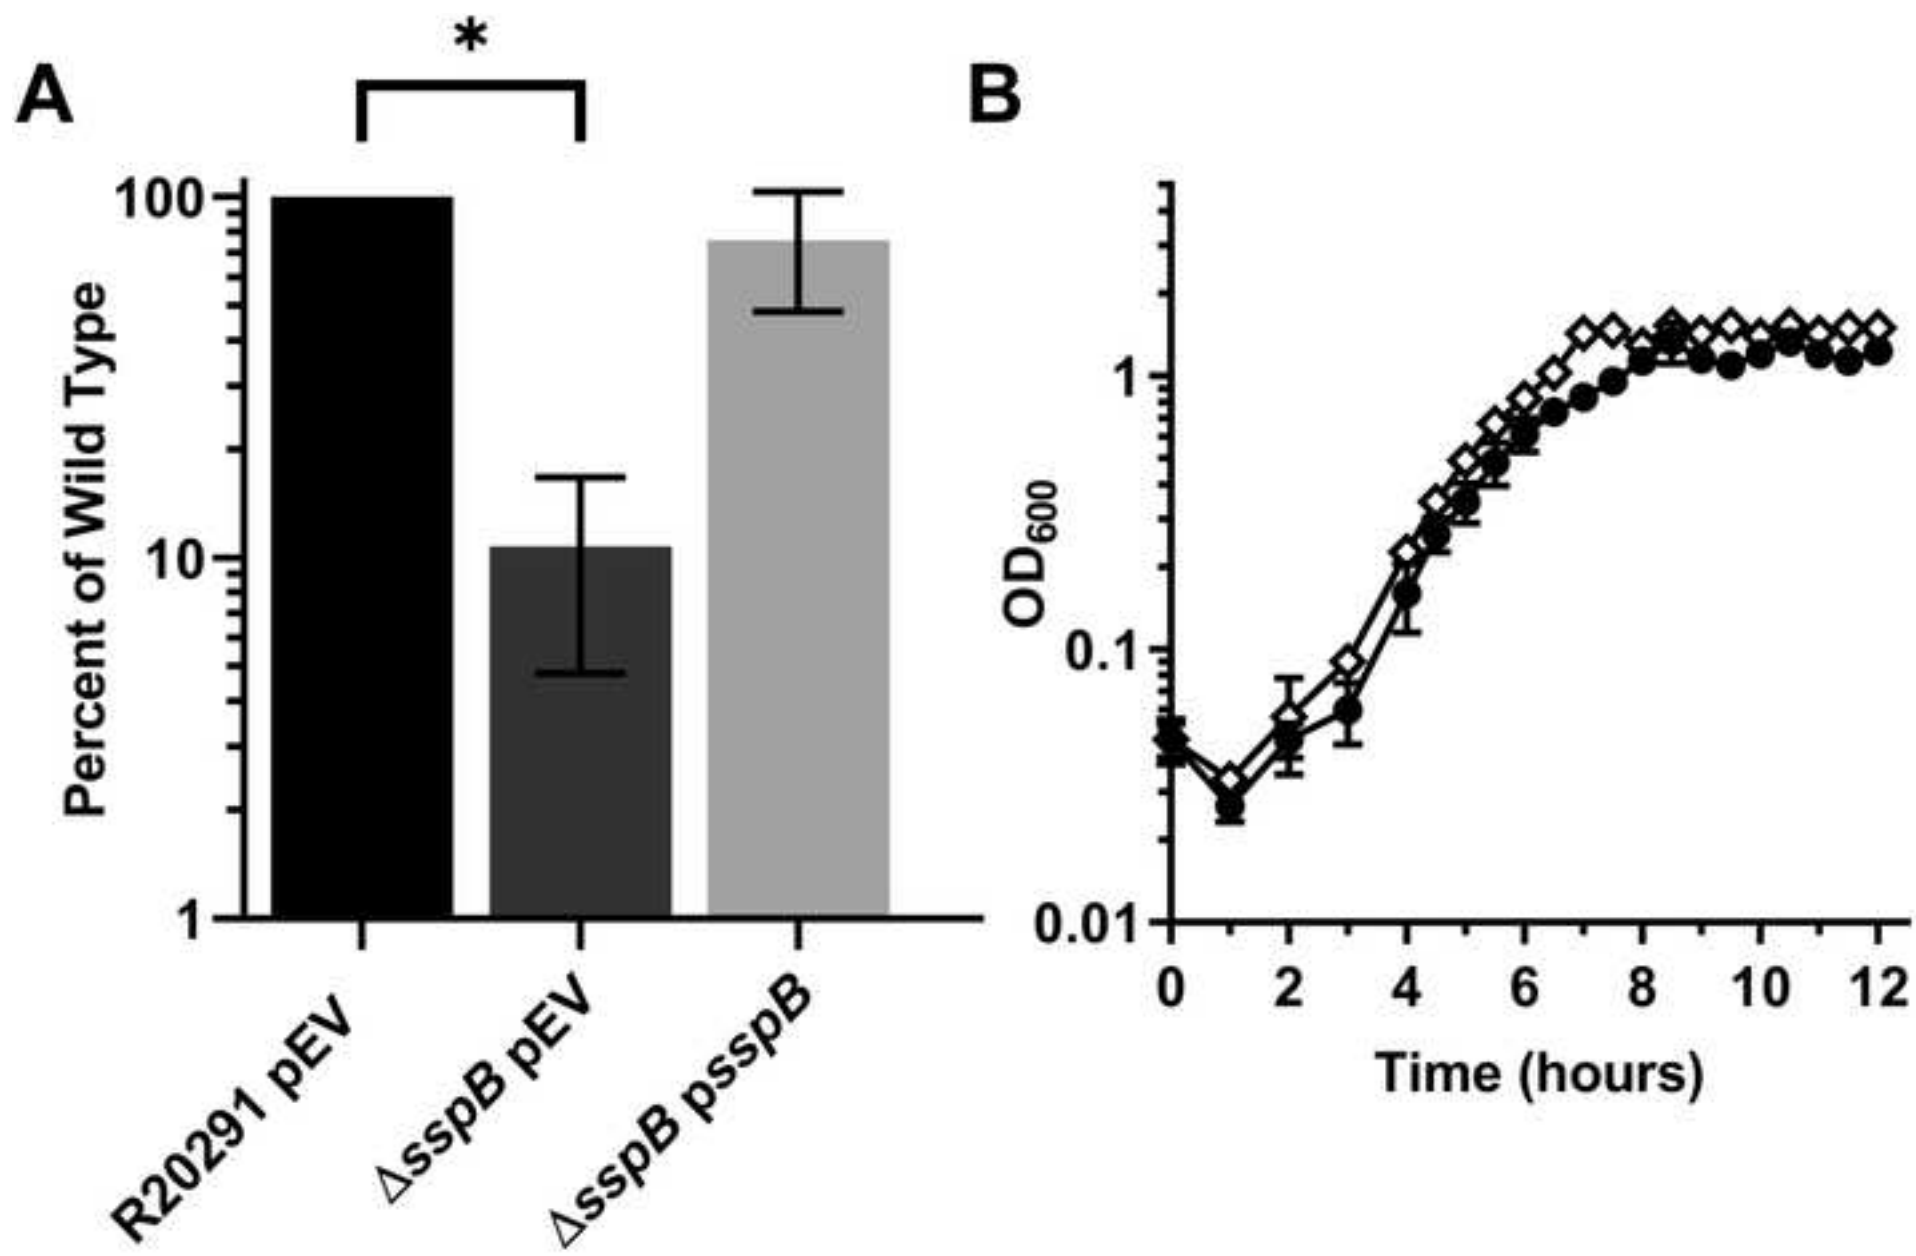 A
*
100
10
1
Percent of Wild Type
R20291 pEV
ΔsspB pEV
ΔsspB psspB
B
1
0.1
0.01
OD600
0
2
4
6
8
10
12
Time (hours)